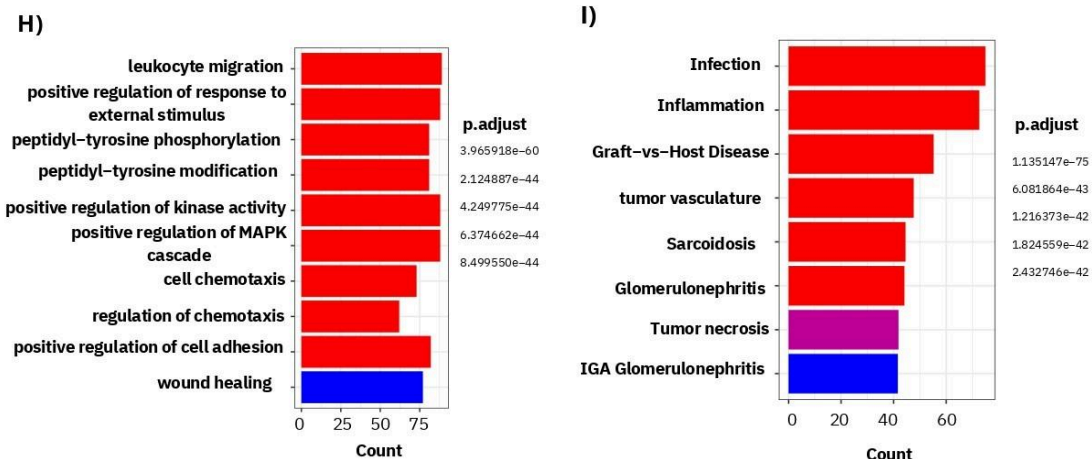 H)
leukocyte migration
positive regulation of response to
external stimulus
peptidyl–tyrosine phosphorylation
peptidyl–tyrosine modification
positive regulation of kinase activity
positive regulation of MAPK
cascade
cell chemotaxis
regulation of chemotaxis
positive regulation of cell adhesion
wound healing
0 25 50 75
Count
p.adjust
3.965918e–60
2.124887e–44
4.249775e–44
6.374662e–44
8.499550e–44
I)
Infection
Inflammation
Graft–vs–Host Disease
tumor vasculature
Sarcoidosis
Glomerulonephritis
Tumor necrosis
IGA Glomerulonephritis
0 20 40 60
Count
p.adjust
1.135147e–75
6.081864e–43
1.216373e–42
1.824559e–42
2.432746e–42